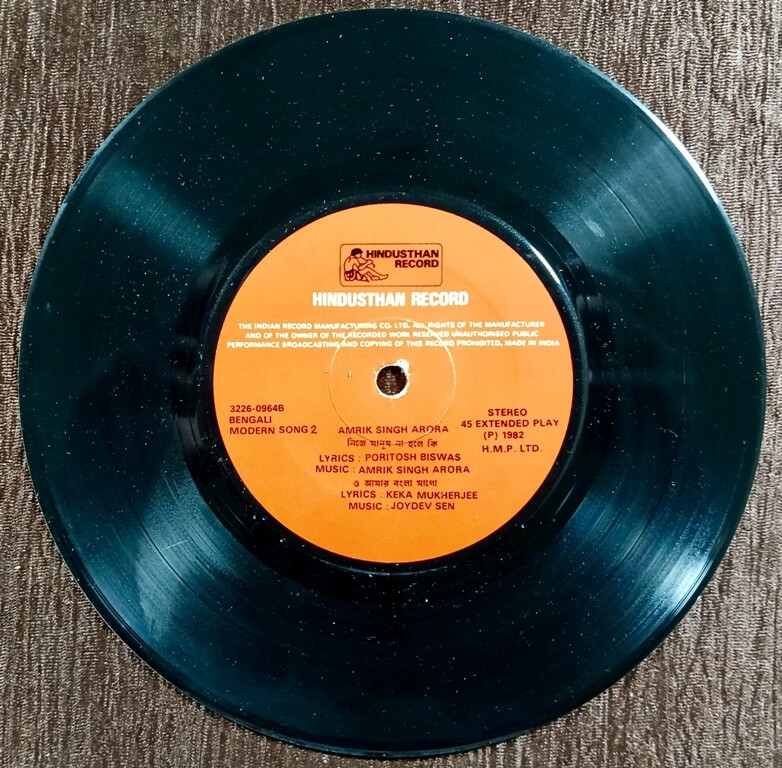 HINDUSTHAN
RECORD
HINDUSTHAN RECORD
THE INDIAN RECORD MANUFACTURING CO. LTD. ALL RIGHTS OF THE MANUFACTURER
AND OF THE OWNER OF THE RECORDED WORK RESERVED UNAUTHORISED PUBLIC
PERFORMANCE BROADCASTING AND COPYING OF THIS RECORD PROHIBITED. MADE IN INDIA
3226-0964B
BENGALI
MODERN SONG 2
STEREO
45 EXTENDED PLAY
(P) 1982
H.M.P. LTD.
AMRIK SINGH ARORA
নিজে মানুষ না হলে কি
LYRICS : PORITOSH BISWAS
MUSIC : AMRIK SINGH ARORA
ও আমার বাংলা মাগো
LYRICS : KEKA MUKHERJEE
MUSIC : JOYDEV SEN